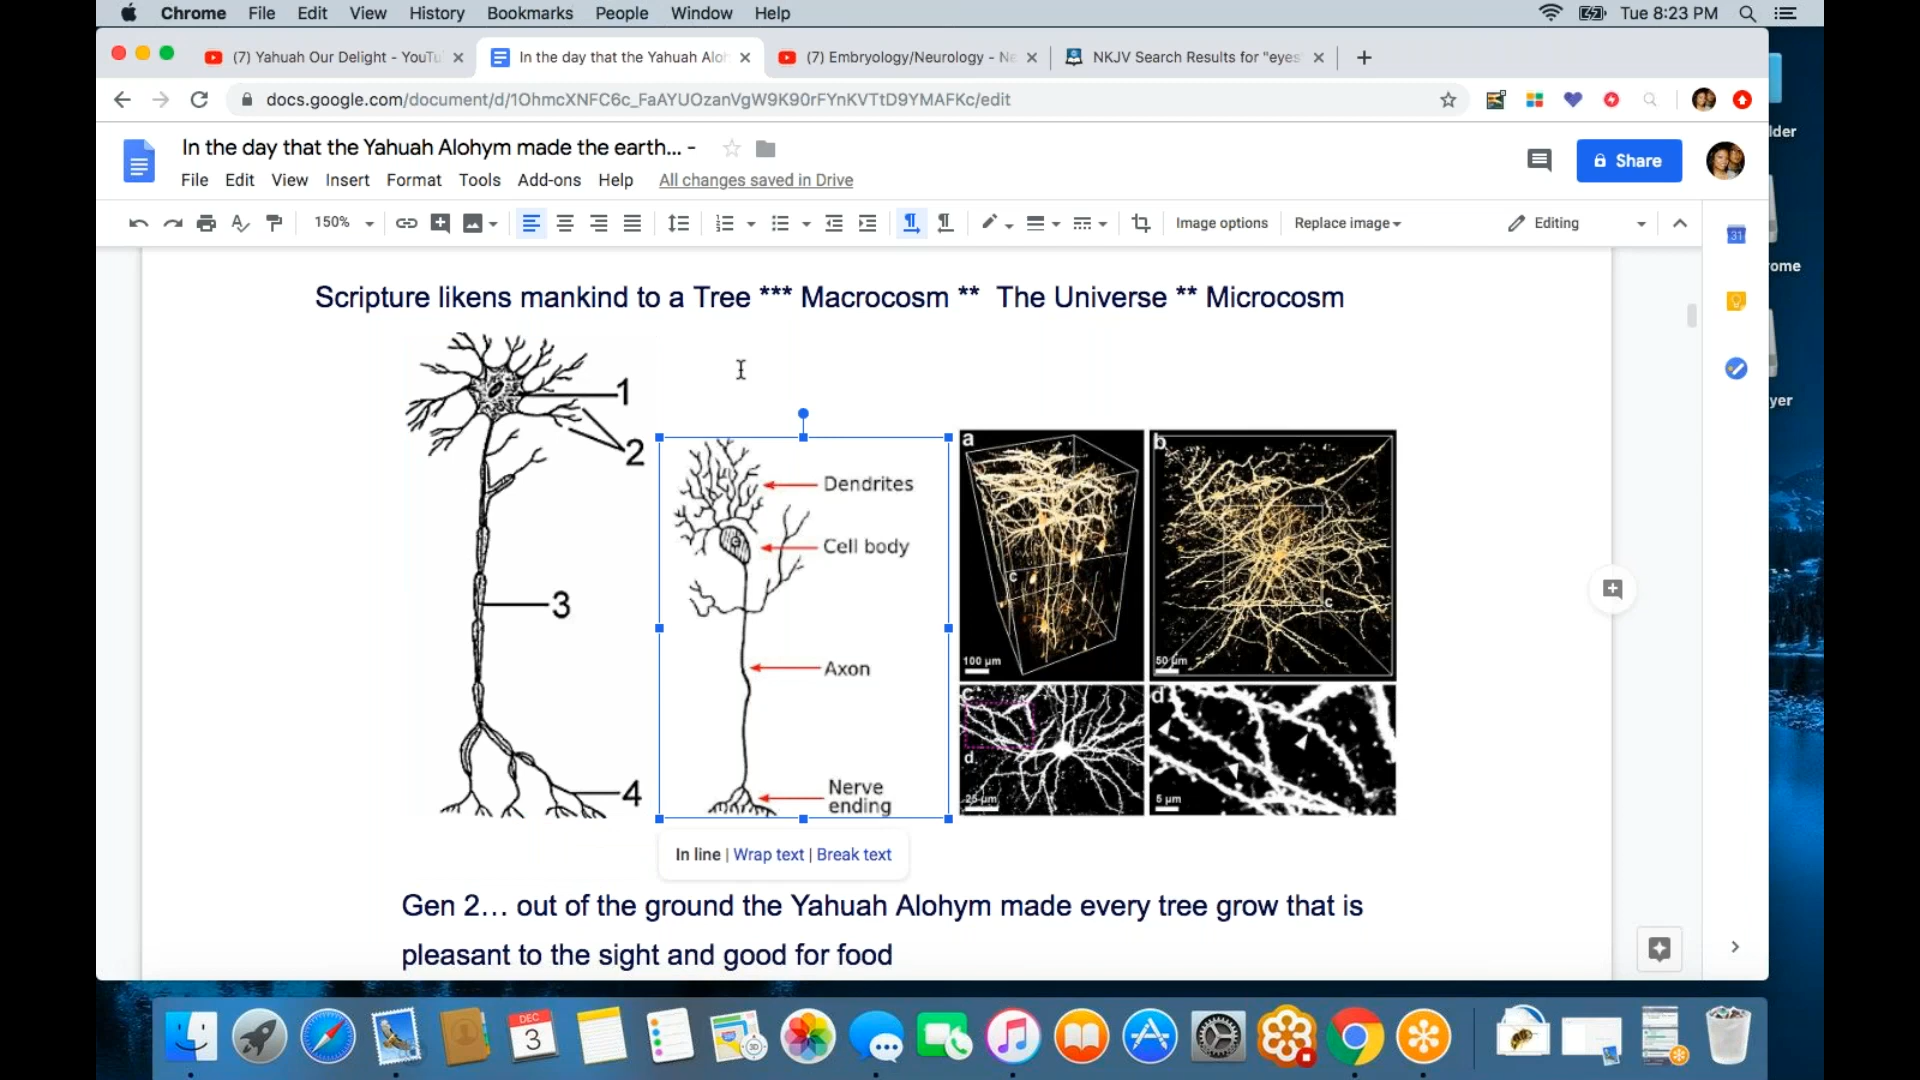 Chrome File Edit View History Bookmarks People Window Help Tue 8:23 PM
(7) Yahuah Our Delight - YouTu In the day that the Yahuah Aloh (7) Embryology/Neurology - Ne NKJV Search Results for "eyes
docs.google.com/document/d/1OhmcXNFC6c_FaAYUOzanVgW9K90rFYnKVTtD9YMAFKc/edit
In the day that the Yahuah Alohym made the earth... -
File Edit View Insert Format Tools Add-ons Help All changes saved in Drive
Share
150% Image options Replace image Editing
31
lder
ome
yer
Scripture likens mankind to a Tree *** Macrocosm ** The Universe ** Microcosm
1
2
3
4
Dendrites
Cell body
Axon
Nerve
ending
a
c
100 µm
b
c
50 µm
c
d
25 µm
d
5 µm
In line | Wrap text | Break text
Gen 2… out of the ground the Yahuah Alohym made every tree grow that is
pleasant to the sight and good for food
DEC
3
3D